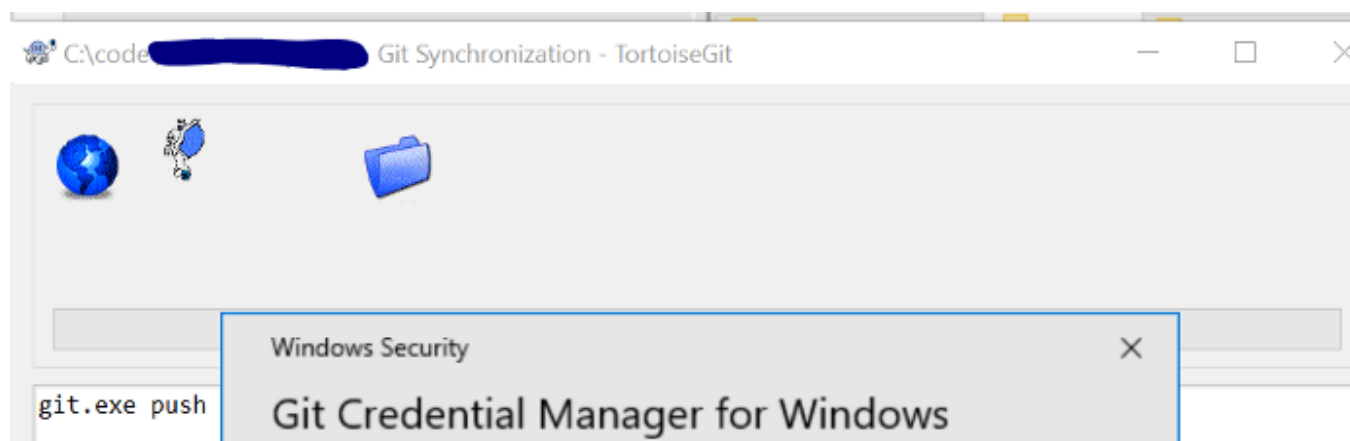 C:\code Git Synchronization - TortoiseGit
Windows Security
git.exe push
Git Credential Manager for Windows